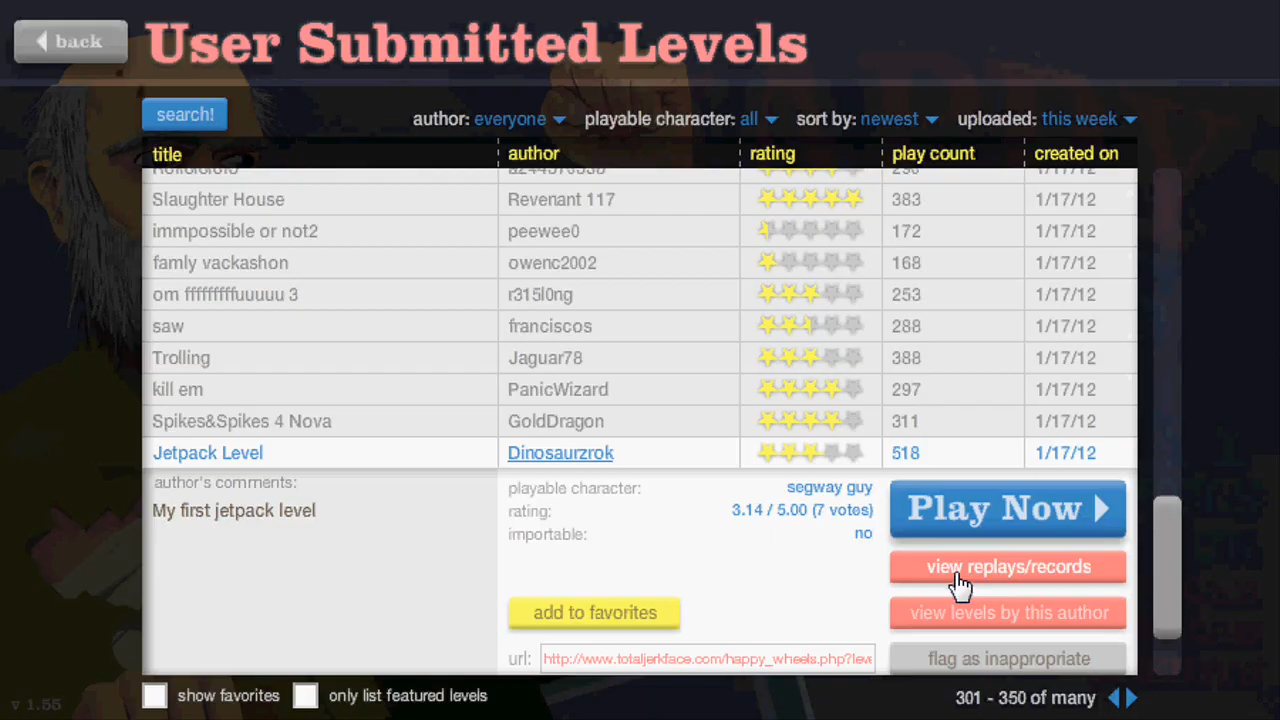 back
User Submitted Levels
search!
author: everyone playable character: all sort by: newest uploaded: this week
title author rating play count created on
Slaughter House Revenant 117 383 1/17/12
immpossible or not2 peewee0 172 1/17/12
famly vackashon owenc2002 168 1/17/12
om fffffffffuuuuu 3 r315l0ng 253 1/17/12
saw franciscos 288 1/17/12
Trolling Jaguar78 388 1/17/12
kill em PanicWizard 297 1/17/12
Spikes&Spikes 4 Nova GoldDragon 311 1/17/12
Jetpack Level Dinosaurzrok 518 1/17/12
author's comments:
My first jetpack level
playable character: segway guy
rating: 3.14 / 5.00 (7 votes)
importable: no
Play Now
view replays/records
add to favorites
view levels by this author
url: http://www.totaljerkface.com/happy_wheels.php?leve
flag as inappropriate
show favorites only list featured levels
301 - 350 of many
v 1.55